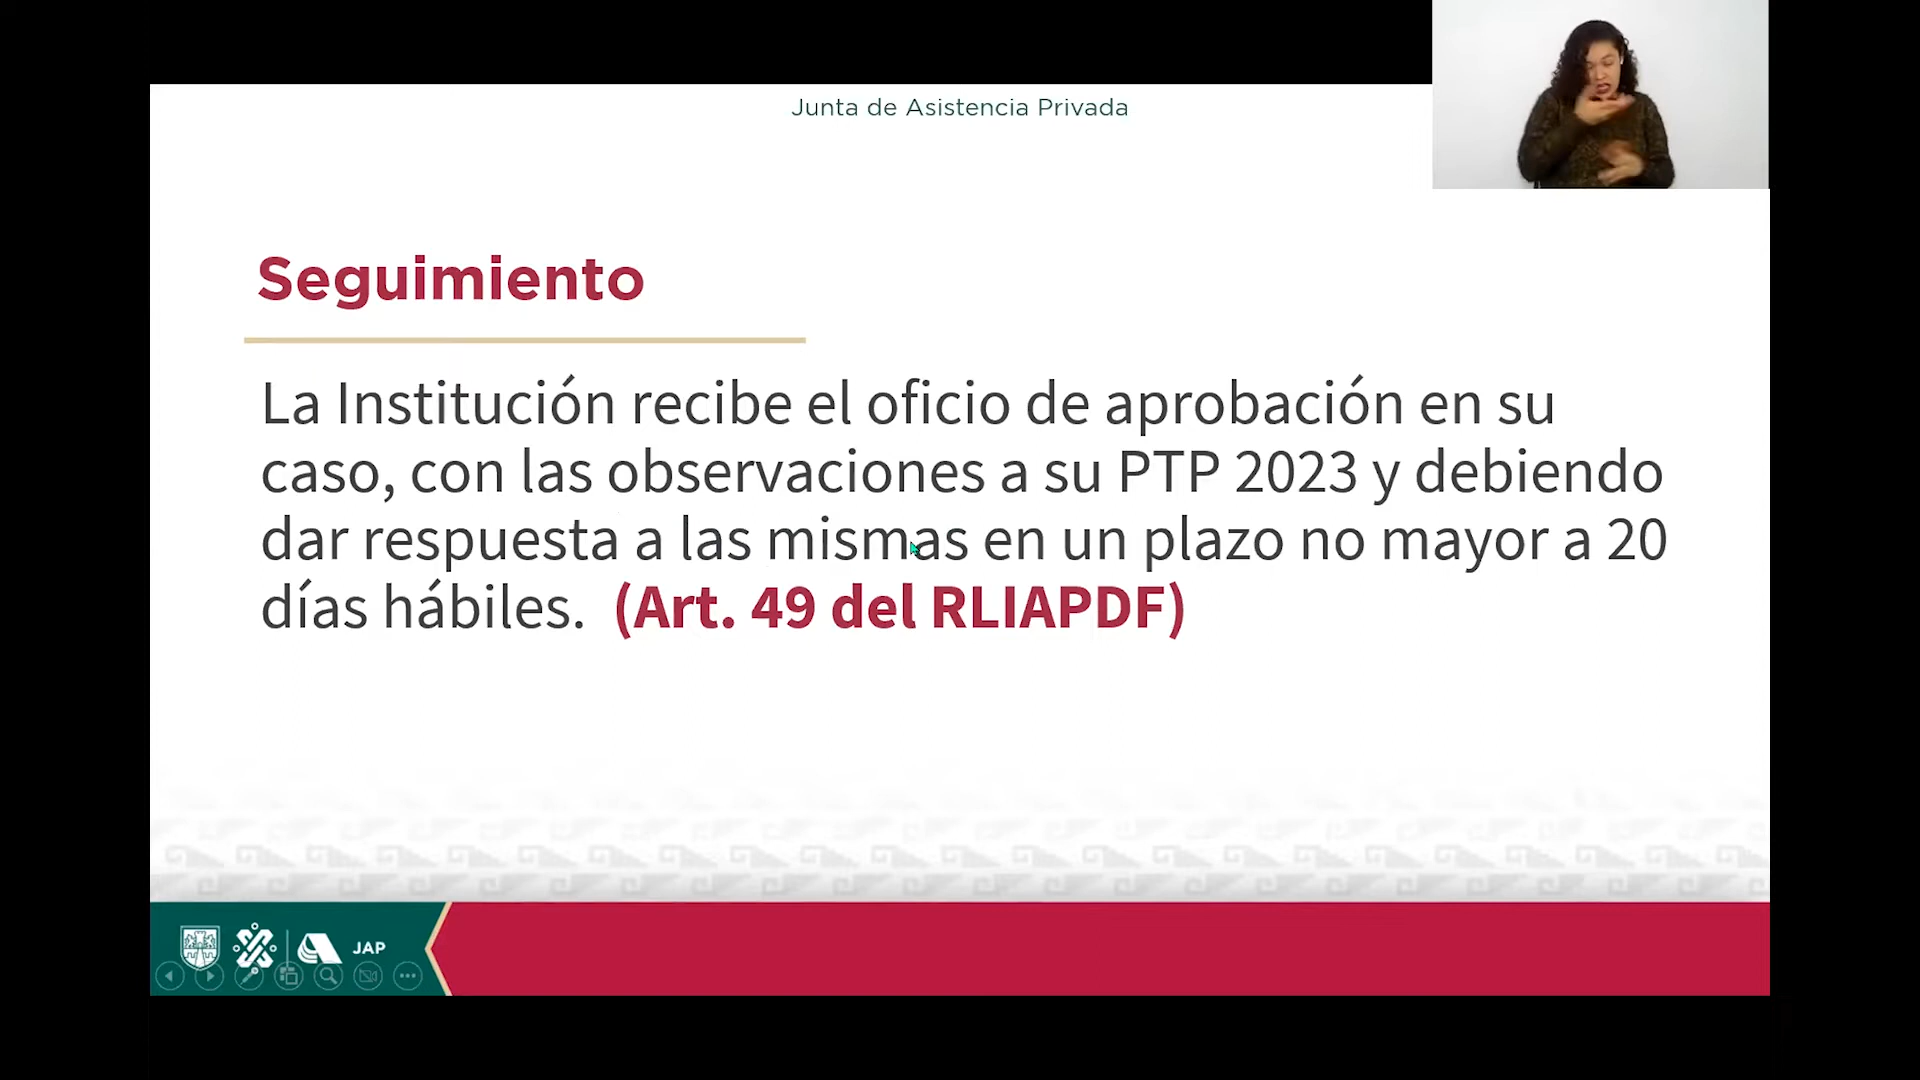 Junta de Asistencia Privada
Seguimiento
La Institución recibe el oficio de aprobación en su
caso, con las observaciones a su PTP 2023 y debiendo
dar respuesta a las mismas en un plazo no mayor a 20
días hábiles. (Art. 49 del RLIAPDF)
JAP